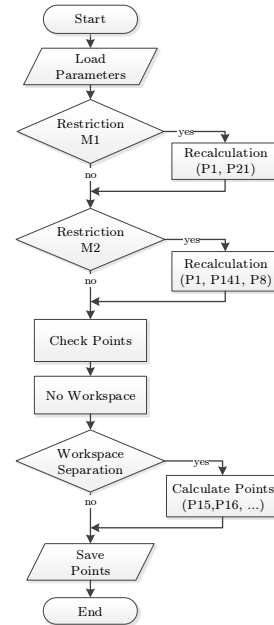 Start
Load
Parameters
Restriction
M1
yes
Recalculation
(P1, P21)
no
Restriction
M2
yes
Recalculation
(P1, P141, P8)
no
Check Points
No Workspace
Workspace
Separation
yes
Calculate Points
(P15,P16, ...)
no
Save
Points
End